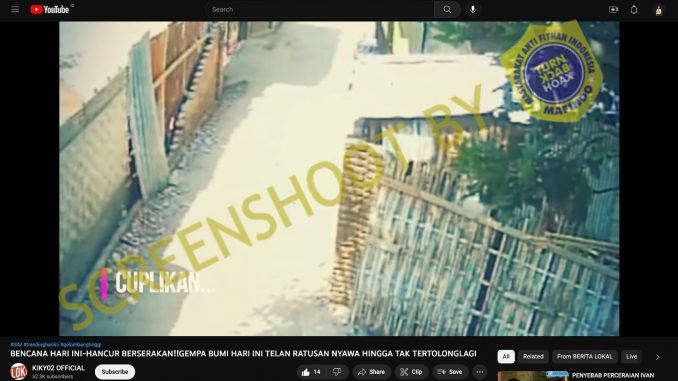 YouTube
ID
Search
MASYARAKAT ANTI FITNAH INDONESIA
TURN
BACK
HOAX
MAFINDO
SCREENSHOOT BY
CUPLIKAN...
#SISI #trendinghariini #gelombangtinggi
BENCANA HARI INI-HANCUR BERSERAKAN!!GEMPA BUMI HARI INI TELAN RATUSAN NYAWA HINGGA TAK TERTOLONGLAGI
LOK
KIKY02 OFFICIAL
92.3K subscribers
Subscribe
14
Share
Clip
Save
All
Related
From BERITA LOKAL
Live
PENYEBAB PERCERAIAN IVAN